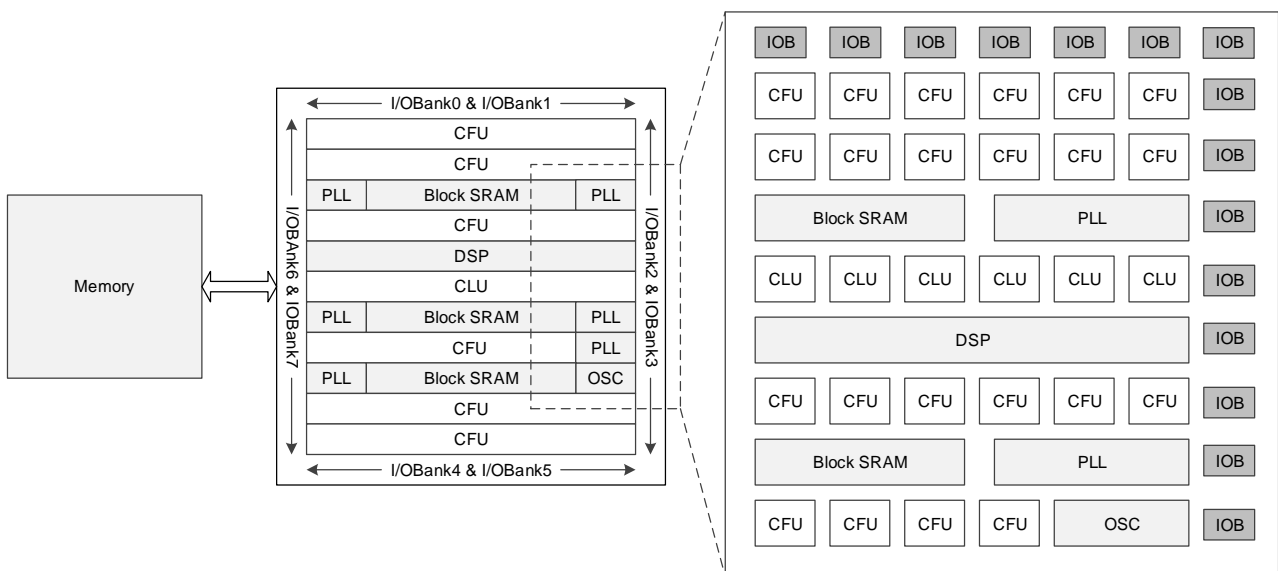 Memory
I/OBank0 & I/OBank1
I/OBAnk6 & IOBank7
CFU
CFU
PLL Block SRAM PLL
CFU
DSP
CLU
PLL Block SRAM PLL
CFU PLL
PLL Block SRAM OSC
CFU
CFU
I/OBank2 & IOBank3
I/OBank4 & I/OBank5
IOB IOB IOB IOB IOB IOB IOB
CFU CFU CFU CFU CFU CFU IOB
CFU CFU CFU CFU CFU CFU IOB
Block SRAM PLL IOB
CLU CLU CLU CLU CLU CLU IOB
DSP IOB
CFU CFU CFU CFU CFU CFU IOB
Block SRAM PLL IOB
CFU CFU CFU CFU OSC IOB